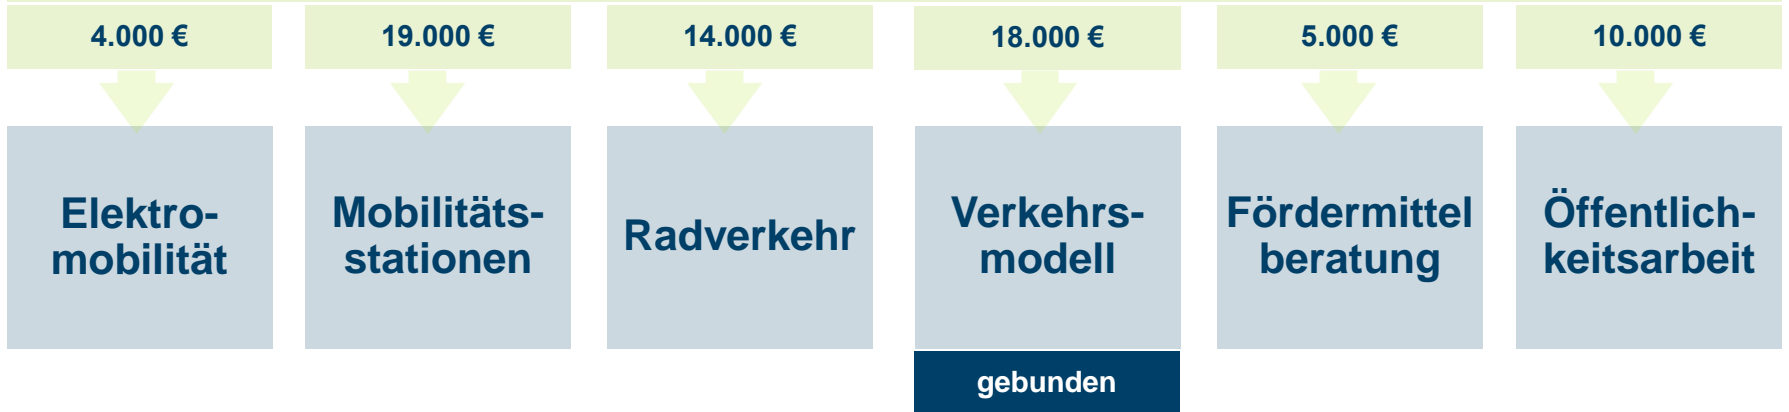 4.000 €
19.000 €
14.000 €
18.000 €
5.000 €
10.000 €
Elektro-
mobilität
Mobilitäts-
stationen
Radverkehr
Verkehrs-
modell
Fördermittel
beratung
Öffentlich-
keitsarbeit
gebunden